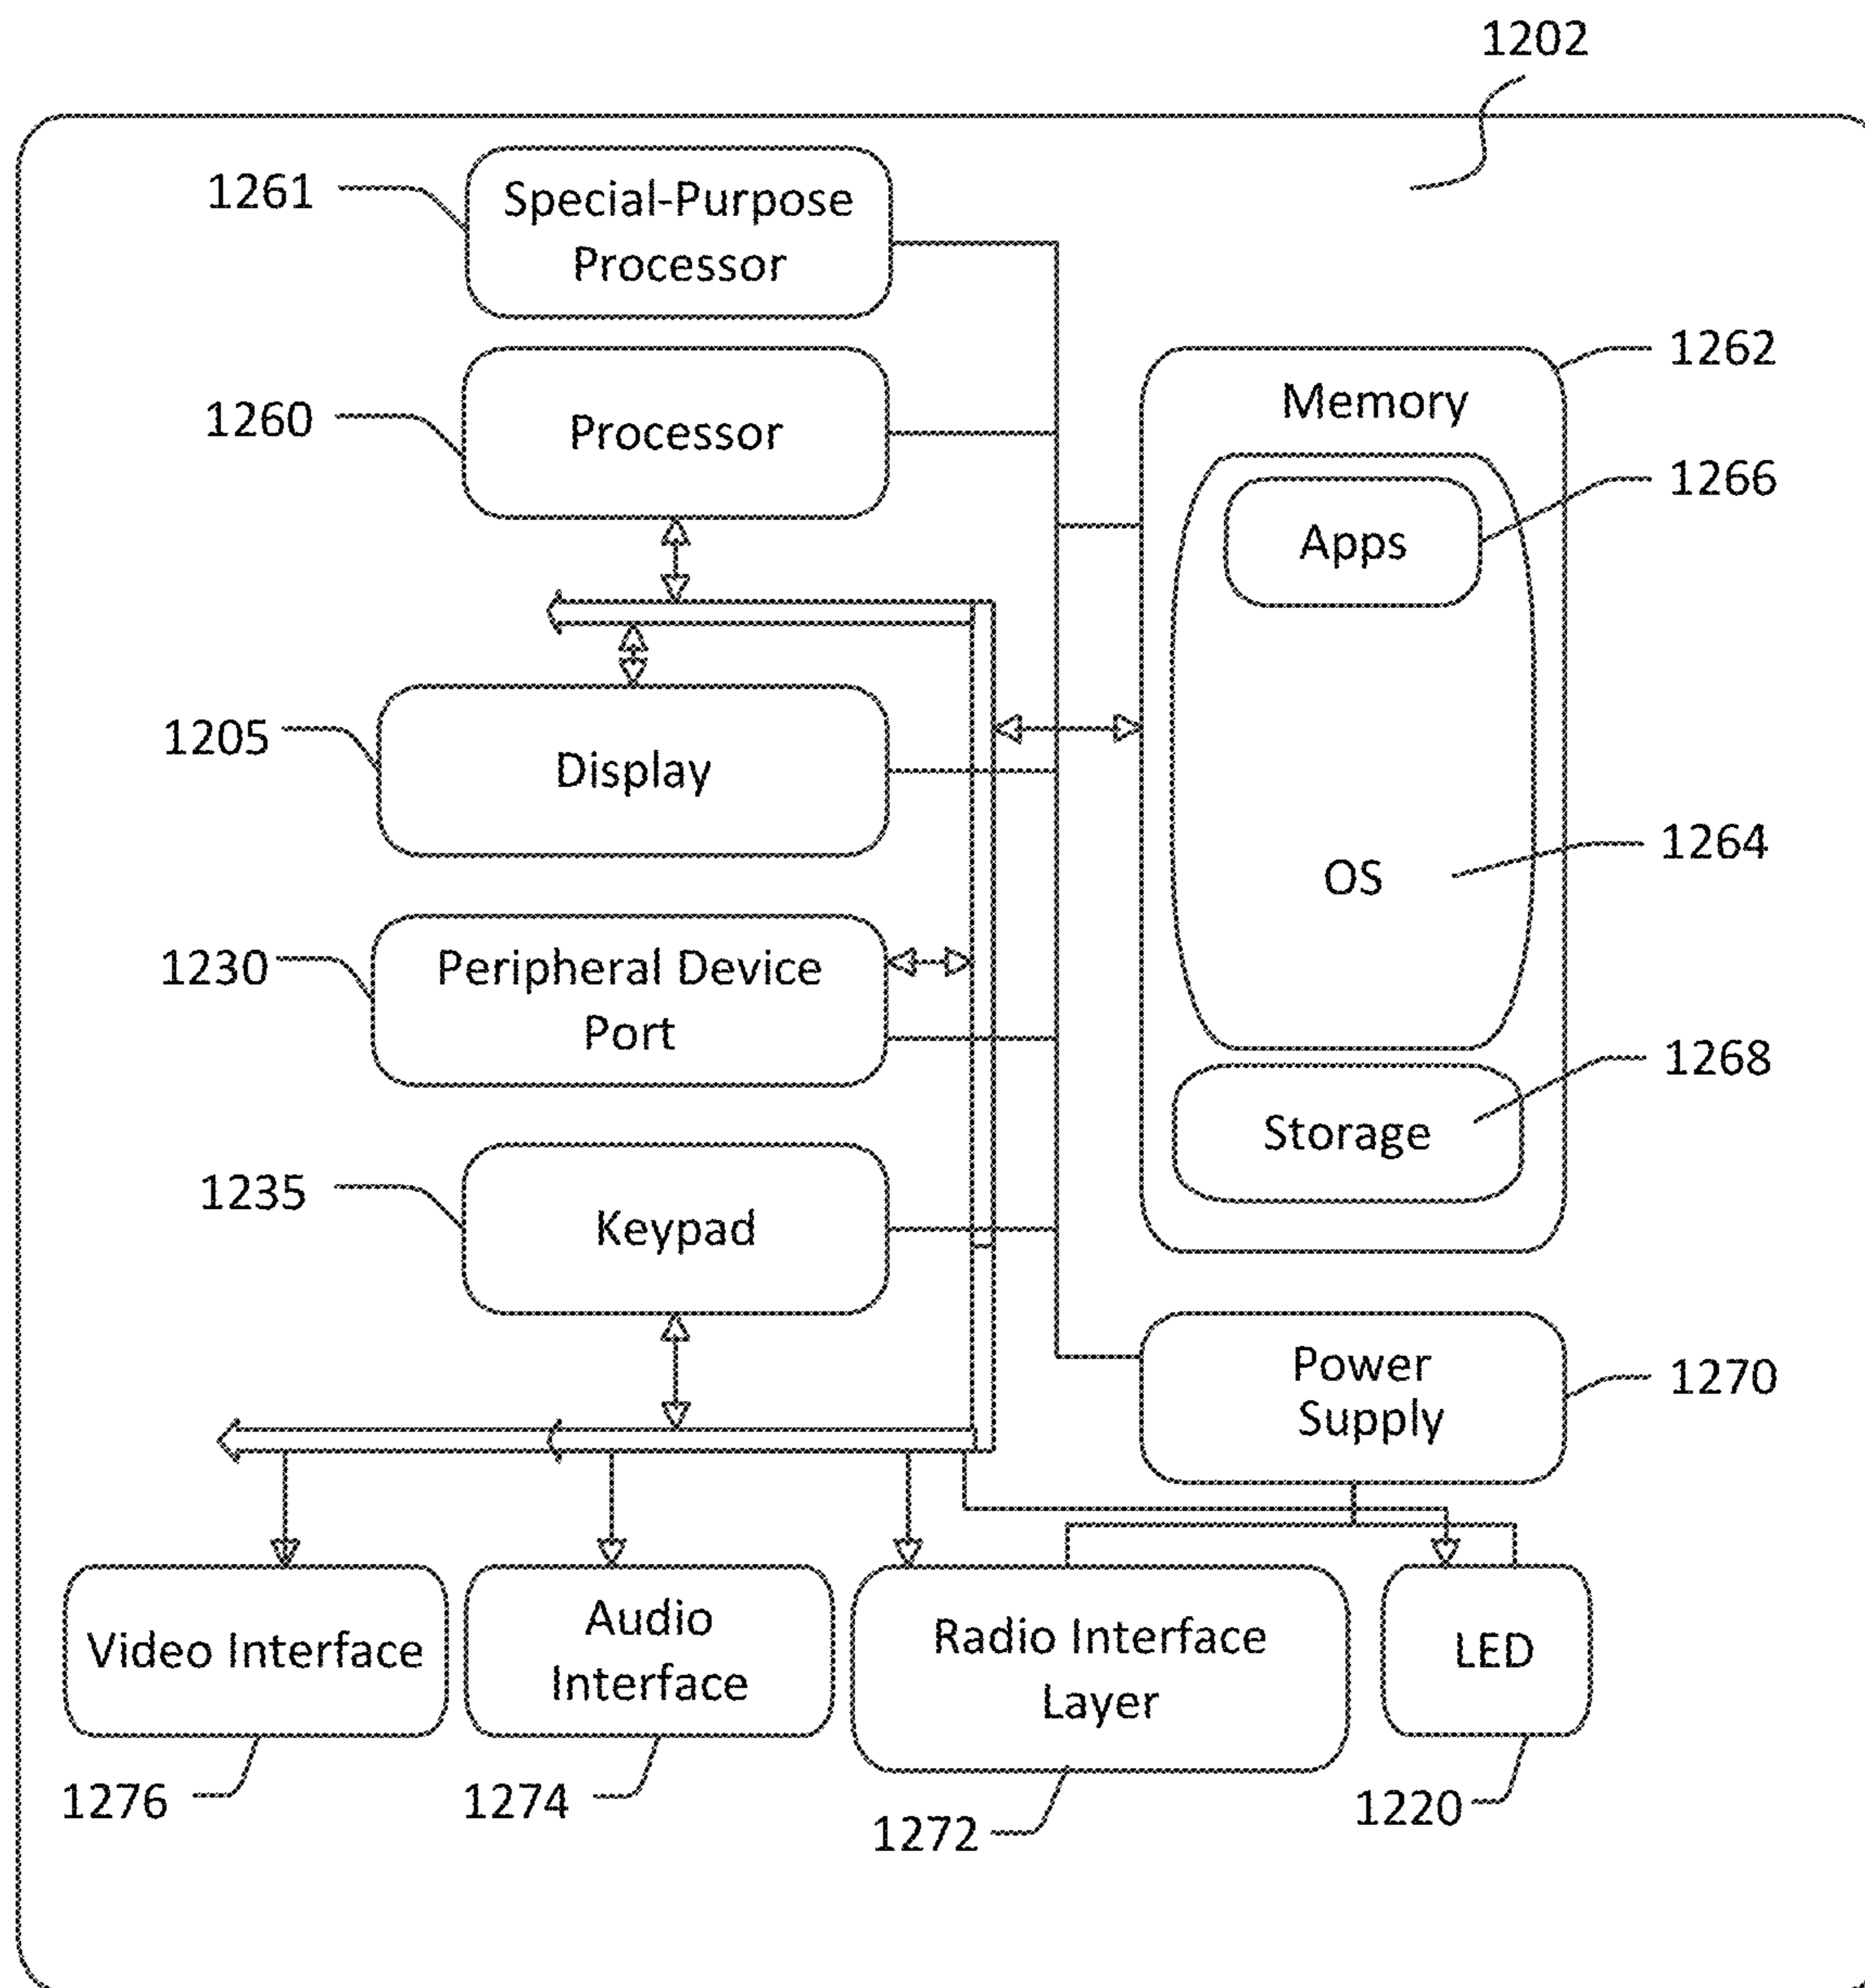 1202
1261
Special-Purpose
Processor
1262
Memory
1260
Processor
1266
Apps
1205
Display
1264
OS
1230
Peripheral Device
Port
1268
Storage
1235
Keypad
Power
Supply
1270
Video Interface
Audio
Interface
Radio Interface
Layer
LED
1276
1274
1272
1220